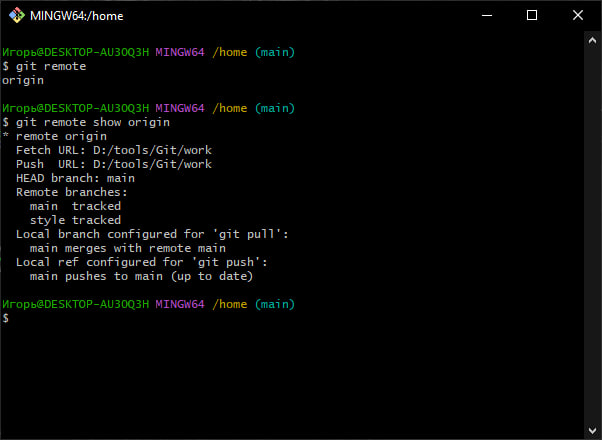 MINGW64:/home
Игорь@DESKTOP-AU3OQ3H MINGW64 /home (main)
$ git remote
origin
Игорь@DESKTOP-AU3OQ3H MINGW64 /home (main)
$ git remote show origin
* remote origin
  Fetch URL: D:/tools/Git/work
  Push  URL: D:/tools/Git/work
  HEAD branch: main
  Remote branches:
    main  tracked
    style tracked
  Local branch configured for 'git pull':
    main merges with remote main
  Local ref configured for 'git push':
    main pushes to main (up to date)
Игорь@DESKTOP-AU3OQ3H MINGW64 /home (main)
$